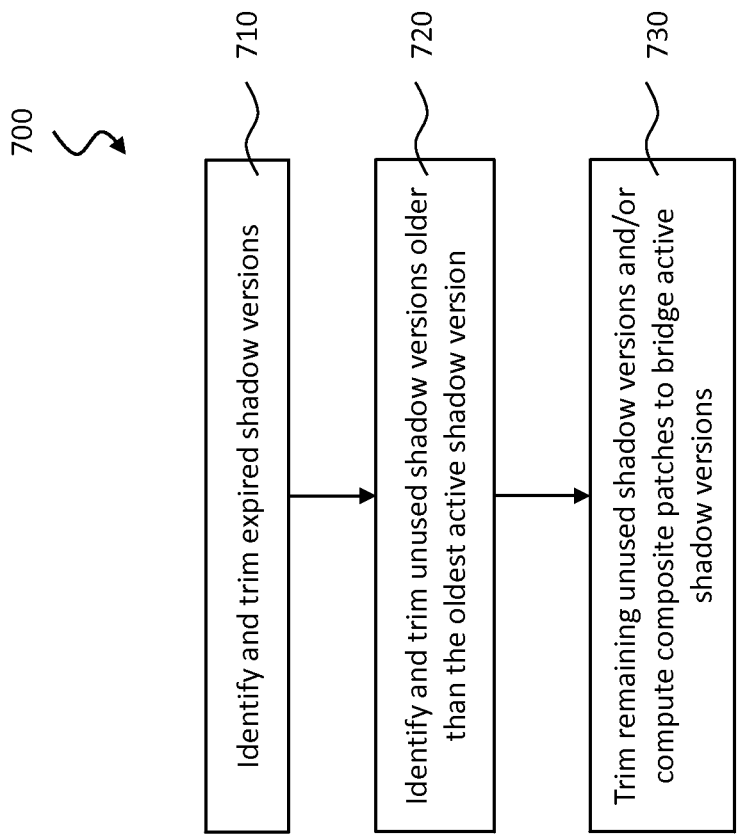 700
710
Identify and trim expired shadow versions
720
Identify and trim unused shadow versions older
than the oldest active shadow version
730
Trim remaining unused shadow versions and/or
compute composite patches to bridge active
shadow versions